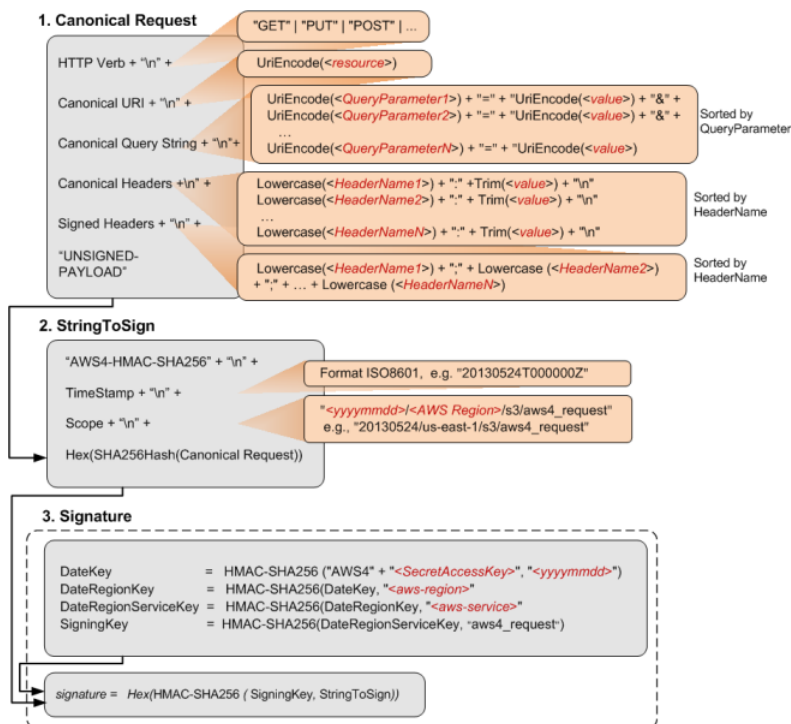 1. Canonical Request
"GET" | "PUT" | "POST" | ...
HTTP Verb + “\n” +
UriEncode(<resource>)
Canonical URI + “\n” +
UriEncode(<QueryParameter1>) + "=" + "UriEncode(<value>) + "&" +
UriEncode(<QueryParameter2>) + "=" + "UriEncode(<value>) + "&" +
...
UriEncode(<QueryParameterN>) + "=" + "UriEncode(<value>)
Sorted by
QueryParameter
Canonical Query String + “\n”+
Canonical Headers +\n” +
Lowercase(<HeaderName1>) + ":" +Trim(<value>) + "\n"
Lowercase(<HeaderName2>) + ":" + Trim(<value>) + "\n"
...
Lowercase(<HeaderNameN>) + ":" + Trim(<value>) + "\n"
Sorted by
HeaderName
Signed Headers + “\n” +
“UNSIGNED-
PAYLOAD”
Lowercase(<HeaderName1>) + ";" + Lowercase (<HeaderName2>)
+ ";" + ... + Lowercase (<HeaderNameN>)
Sorted by
HeaderName
2. StringToSign
“AWS4-HMAC-SHA256” + “\n” +
TimeStamp + “\n” +
Format ISO8601, e.g. "20130524T000000Z"
Scope + “\n” +
"<yyyymmdd>/<AWS Region>/s3/aws4_request"
e.g., "20130524/us-east-1/s3/aws4_request"
Hex(SHA256Hash(Canonical Request))
3. Signature
DateKey = HMAC-SHA256 ("AWS4" + "<SecretAccessKey>", "<yyyymmdd>")
DateRegionKey = HMAC-SHA256(DateKey, "<aws-region>"
DateRegionServiceKey = HMAC-SHA256(DateRegionKey, "<aws-service>"
SigningKey = HMAC-SHA256(DateRegionServiceKey, "aws4_request")
signature = Hex(HMAC-SHA256 ( SigningKey, StringToSign))